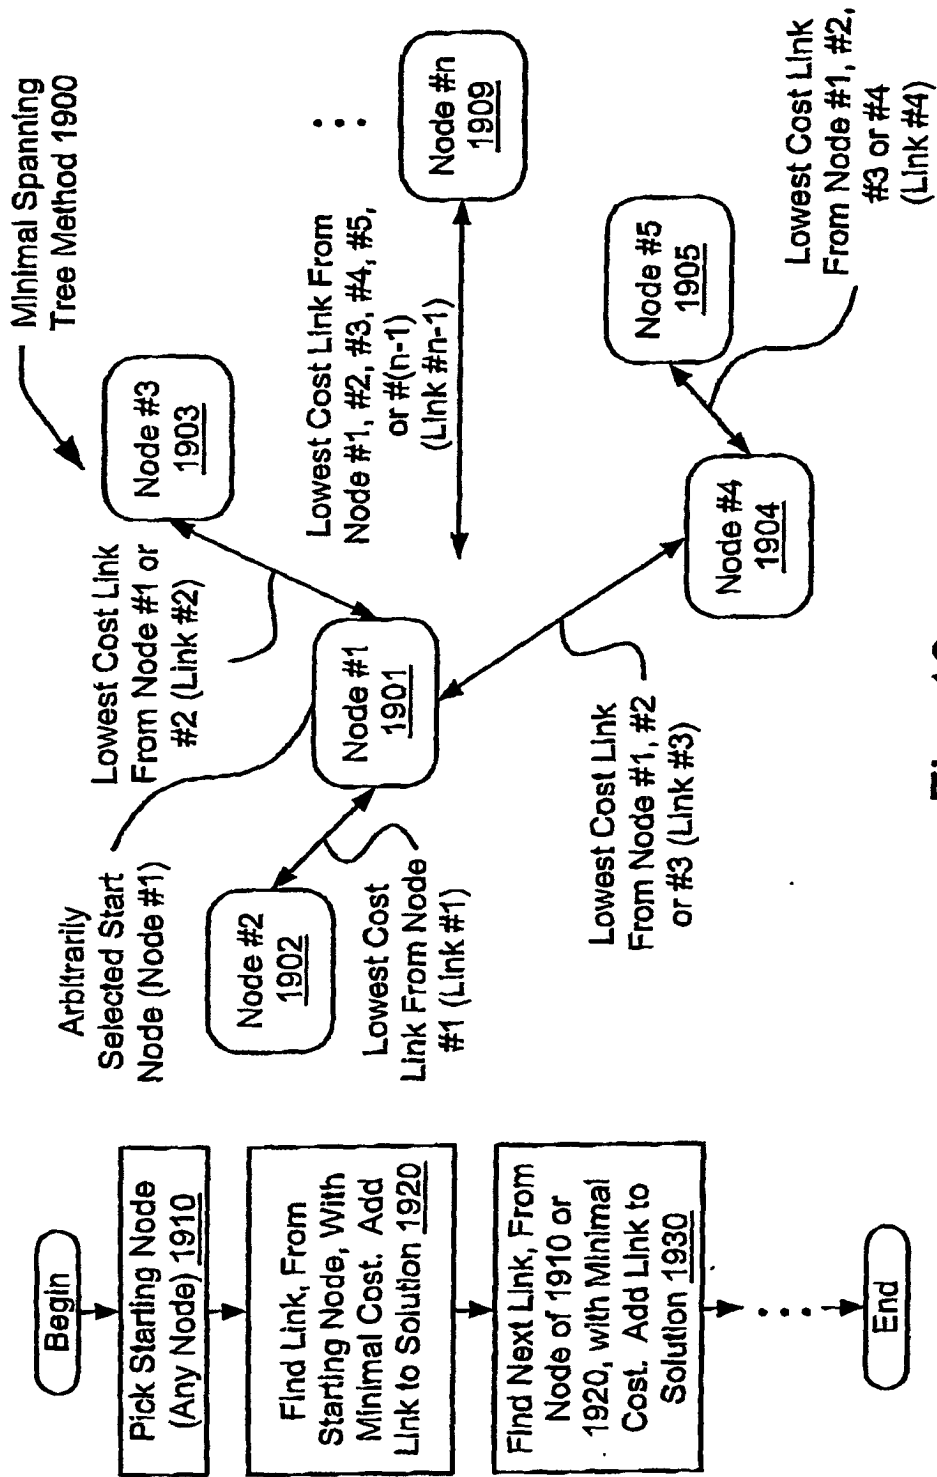 Minimal Spanning
Tree Method 1900
Begin
Pick Starting Node
(Any Node) 1910
Find Link, From
Starting Node, With
Minimal Cost. Add
Link to Solution 1920
Find Next Link, From
Node of 1910 or
1920, with Minimal
Cost. Add Link to
Solution 1930
End
Arbitrarily
Selected Start
Node (Node #1)
Node #2
1902
Lowest Cost
Link From Node
#1 (Link #1)
Node #1
1901
Lowest Cost Link
From Node #1 or
#2 (Link #2)
Node #3
1903
Lowest Cost Link
From Node #1, #2
or #3 (Link #3)
Node #4
1904
Node #5
1905
Lowest Cost Link
From Node #1, #2,
#3 or #4
(Link #4)
Lowest Cost Link From
Node #1, #2, #3, #4, #5,
or #(n-1)
(Link #n-1)
Node #n
1909